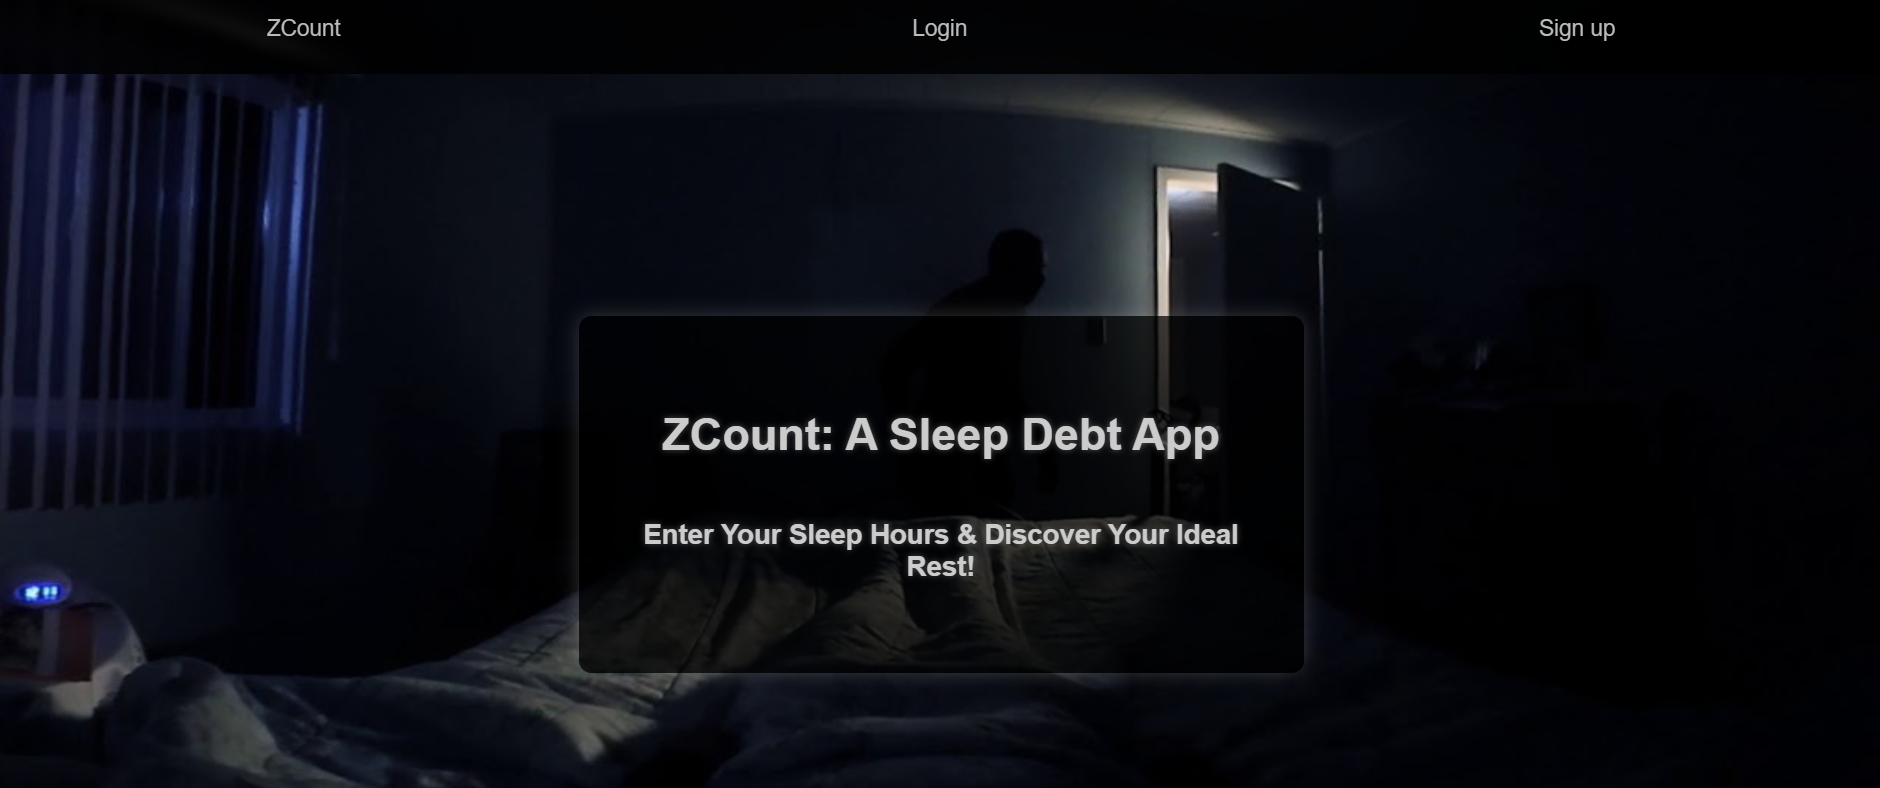 ZCount
Login
Sign up
ZCount: A Sleep Debt App
Enter Your Sleep Hours & Discover Your Ideal
Rest!